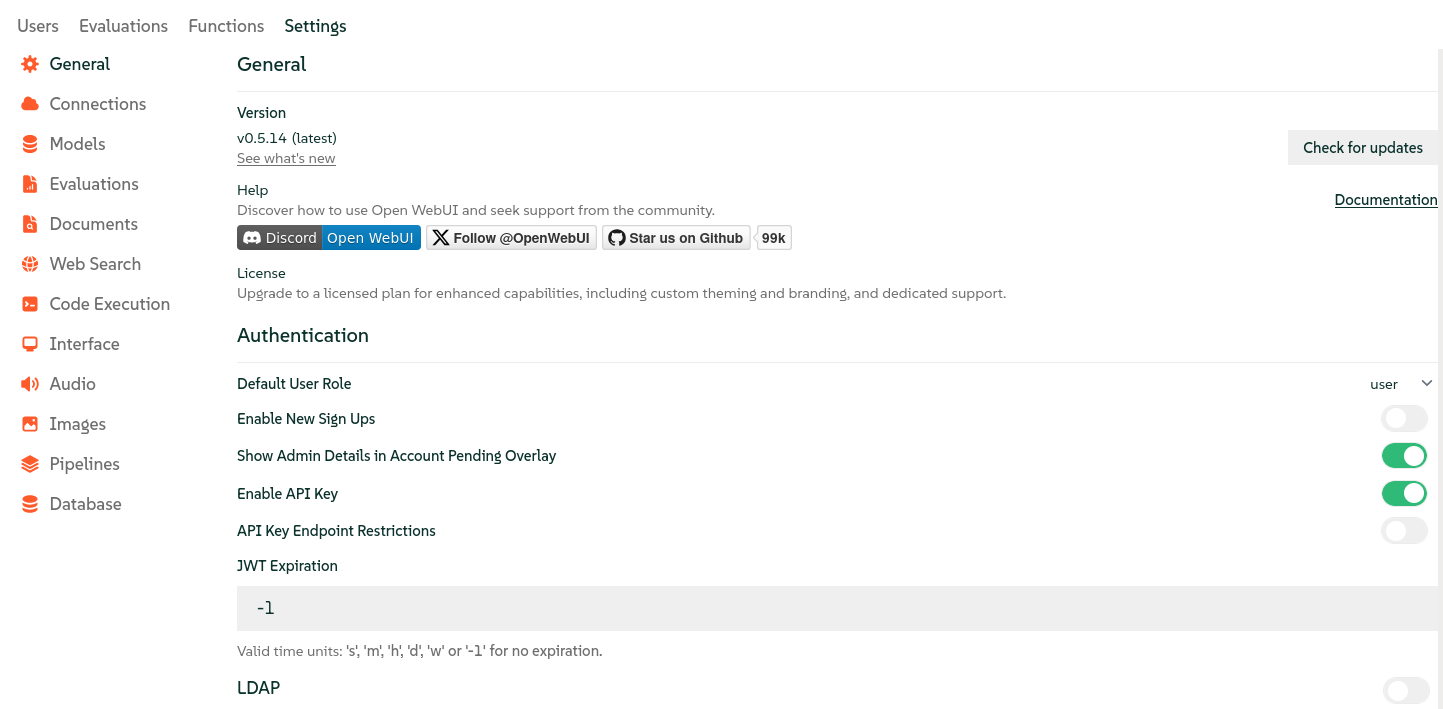 Users Evaluations Functions Settings
General
Connections
Models
Evaluations
Documents
Web Search
Code Execution
Interface
Audio
Images
Pipelines
Database
General
Version
v0.5.14 (latest)
See what's new
Check for updates
Help
Discover how to use Open WebUI and seek support from the community.
Documentation
Discord Open WebUI Follow @OpenWebUI Star us on Github 99k
License
Upgrade to a licensed plan for enhanced capabilities, including custom theming and branding, and dedicated support.
Authentication
Default User Role user
Enable New Sign Ups
Show Admin Details in Account Pending Overlay
Enable API Key
API Key Endpoint Restrictions
JWT Expiration
-1
Valid time units: 's', 'm', 'h', 'd', 'w' or '-1' for no expiration.
LDAP